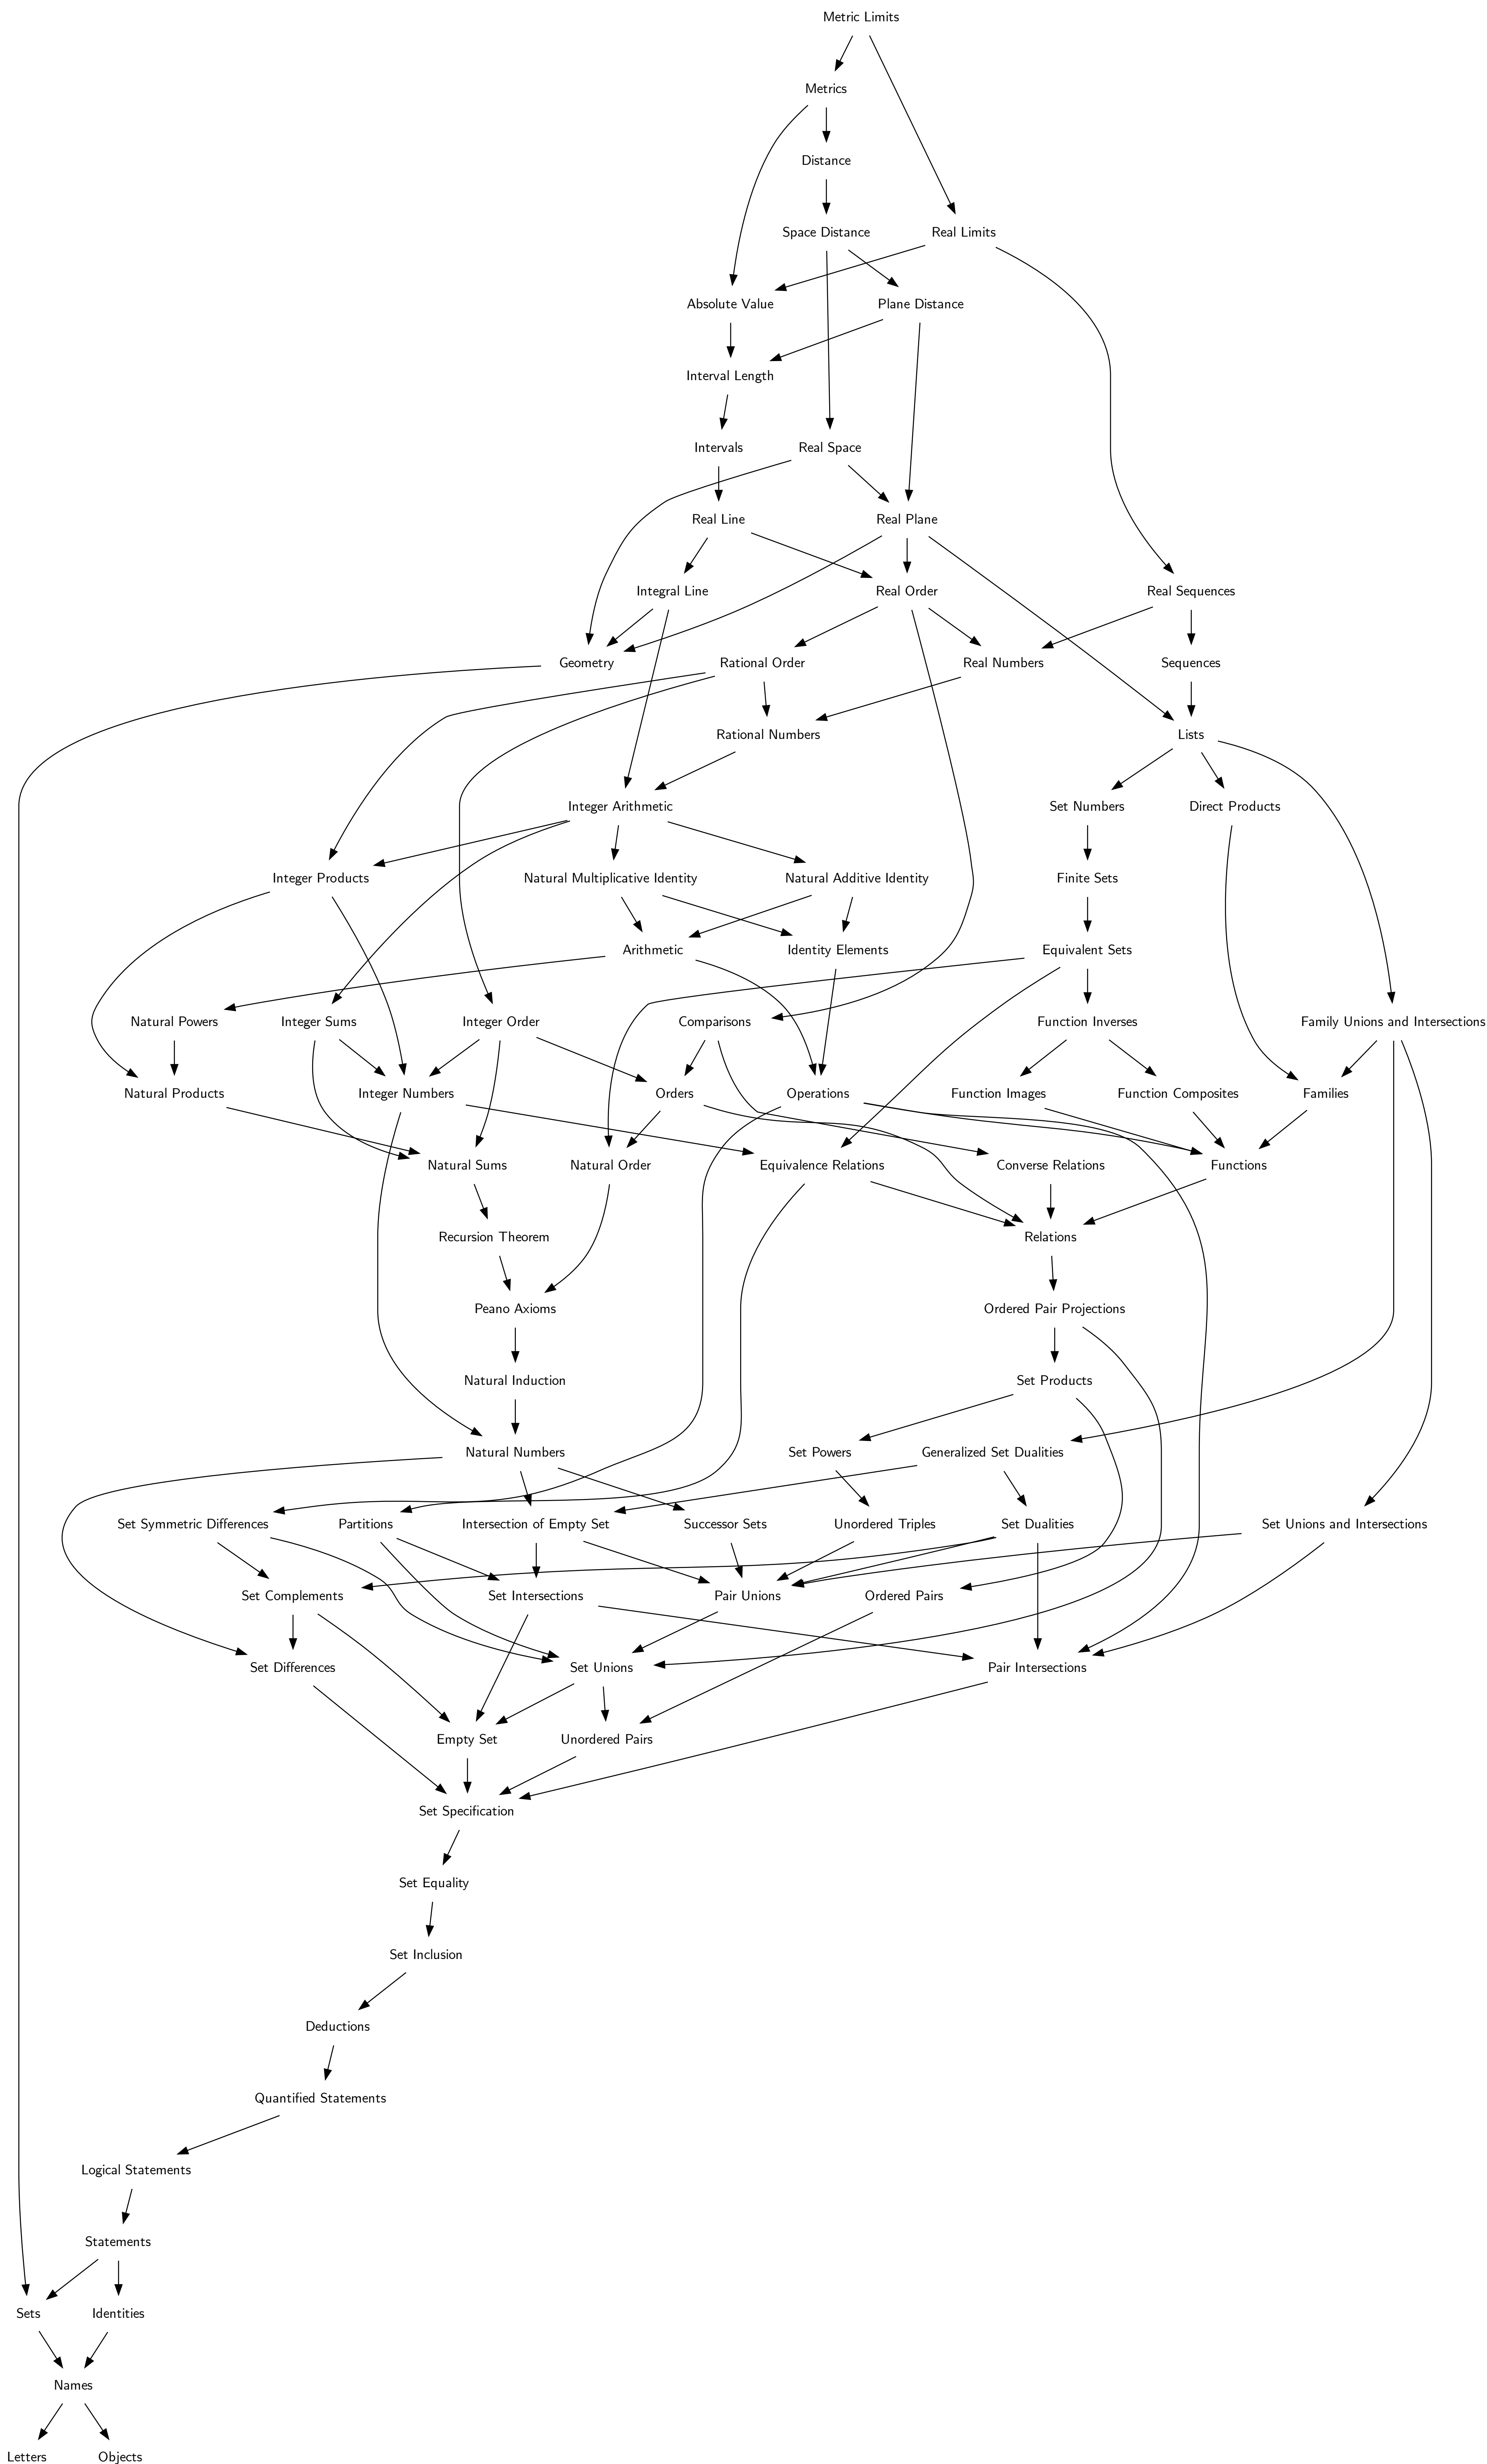 Metric Limits
Metrics
Distance
Space Distance
Real Limits
Absolute Value
Plane Distance
Interval Length
Intervals
Real Space
Real Line
Real Plane
Integral Line
Real Order
Real Sequences
Geometry
Rational Order
Real Numbers
Sequences
Rational Numbers
Lists
Integer Arithmetic
Set Numbers
Direct Products
Integer Products
Natural Multiplicative Identity
Natural Additive Identity
Finite Sets
Arithmetic
Identity Elements
Equivalent Sets
Natural Powers
Integer Sums
Integer Order
Comparisons
Function Inverses
Family Unions and Intersections
Natural Products
Integer Numbers
Orders
Operations
Function Images
Function Composites
Families
Natural Sums
Natural Order
Equivalence Relations
Converse Relations
Functions
Recursion Theorem
Relations
Peano Axioms
Ordered Pair Projections
Natural Induction
Set Products
Natural Numbers
Set Powers
Generalized Set Dualities
Set Symmetric Differences
Partitions
Intersection of Empty Set
Successor Sets
Unordered Triples
Set Dualities
Set Unions and Intersections
Set Complements
Set Intersections
Pair Unions
Ordered Pairs
Set Differences
Set Unions
Pair Intersections
Empty Set
Unordered Pairs
Set Specification
Set Equality
Set Inclusion
Deductions
Quantified Statements
Logical Statements
Statements
Sets
Identities
Names
Letters
Objects